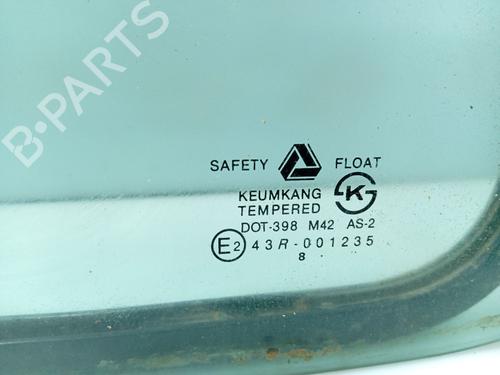 B-PARTS
SAFETY FLOAT
KEUMKANG
TEMPERED
K
DOT-398 M42 AS-2
E2 43R-001235
8